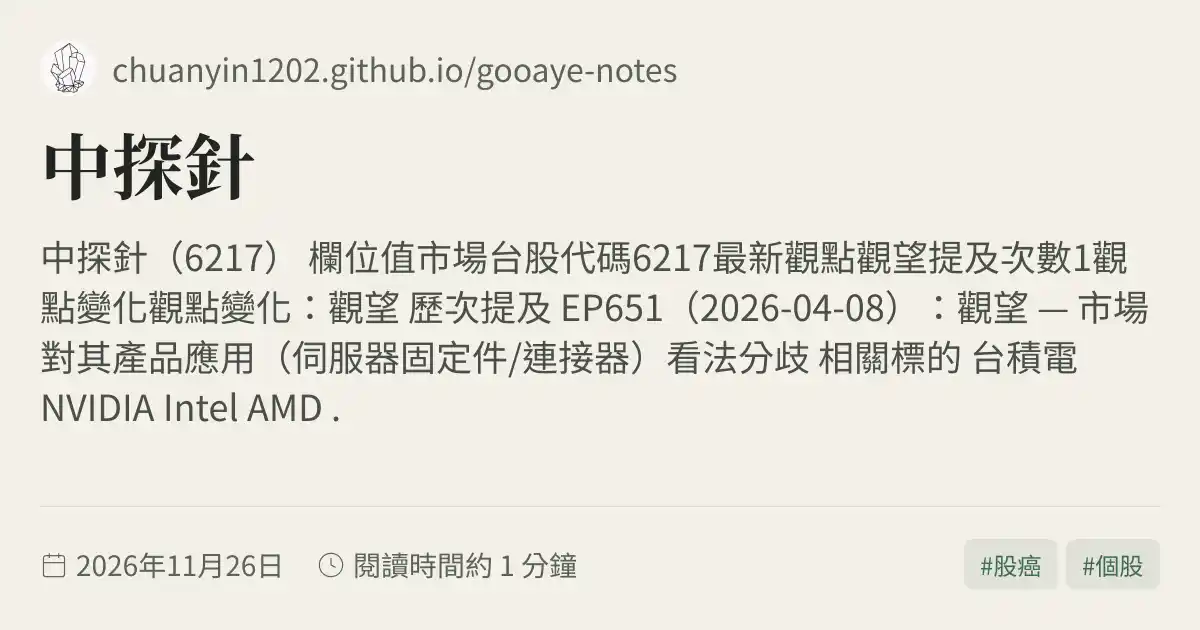 chuanyin1202.github.io/gooaye-notes
中探針
中探針（6217） 欄位值市場台股代碼6217最新觀點觀望提及次數1觀
點變化觀點變化：觀望 歷次提及 EP651（2026-04-08）：觀望 — 市場
對其產品應用（伺服器固定件/連接器）看法分歧 相關標的 台積電
NVIDIA Intel AMD .
2026年11月26日 閱讀時間約 1 分鐘 #股癌 #個股